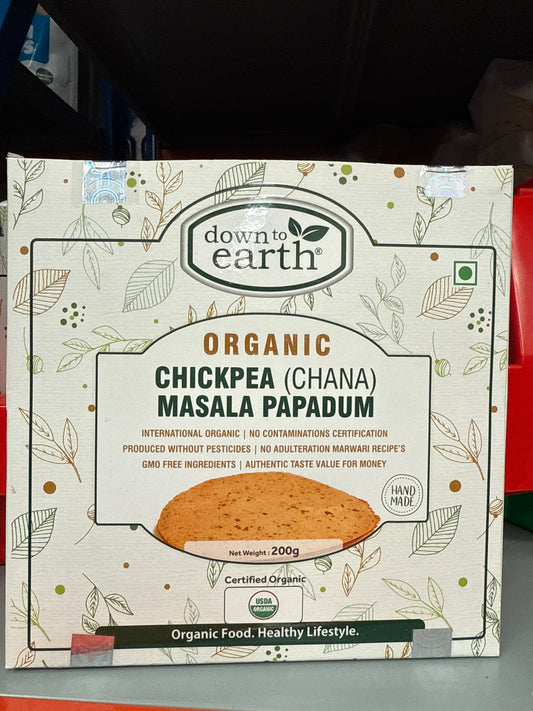 down to
earth®
ORGANIC
CHICKPEA (CHANA)
MASALA PAPADUM
INTERNATIONAL ORGANIC | NO CONTAMINATIONS CERTIFICATION
PRODUCED WITHOUT PESTICIDES | NO ADULTERATION MARWARI RECIPE'S
GMO FREE INGREDIENTS | AUTHENTIC TASTE VALUE FOR MONEY
HAND
MADE
Net Weight : 200g
Certified Organic
USDA
ORGANIC
Organic Food. Healthy Lifestyle.